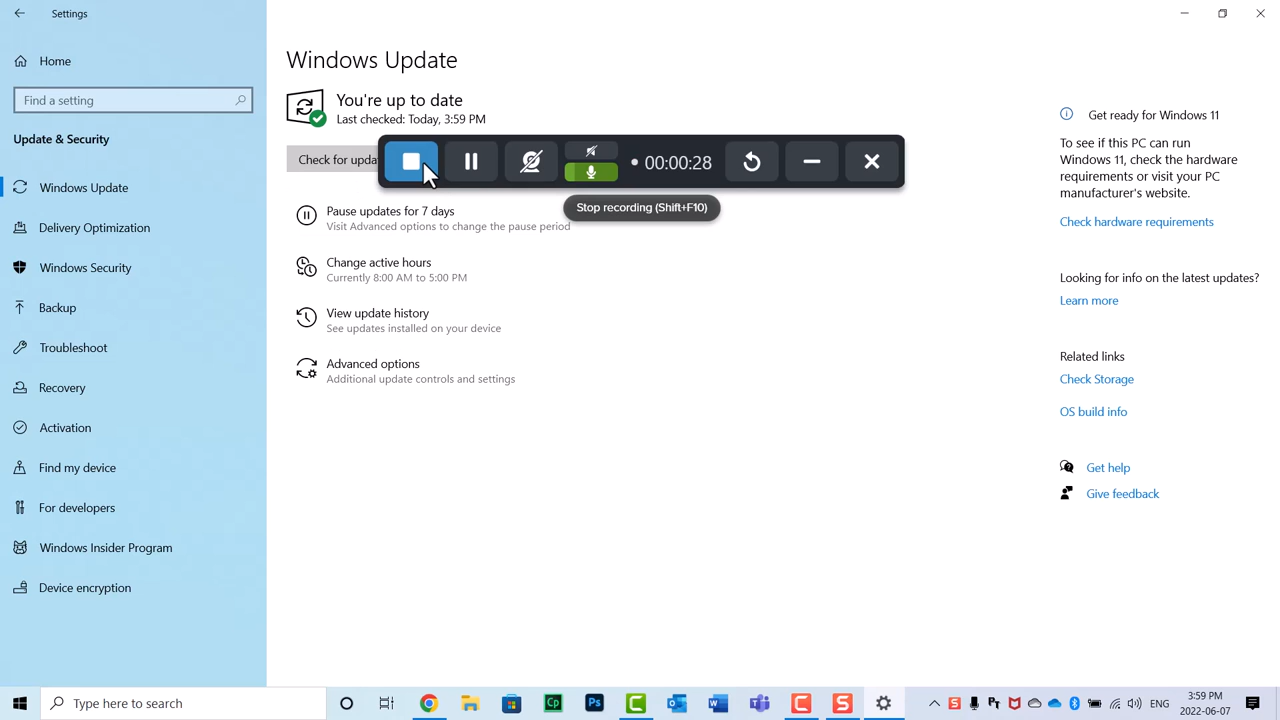 Settings
Home
Find a setting
Update & Security
Windows Update
Delivery Optimization
Windows Security
Backup
Troubleshoot
Recovery
Activation
Find my device
For developers
Windows Insider Program
Device encryption
Windows Update
You're up to date
Last checked: Today, 3:59 PM
Check for upda
00:00:28
Stop recording (Shift+F10)
Pause updates for 7 days
Visit Advanced options to change the pause period
Change active hours
Currently 8:00 AM to 5:00 PM
View update history
See updates installed on your device
Advanced options
Additional update controls and settings
Get ready for Windows 11
To see if this PC can run
Windows 11, check the hardware
requirements or visit your PC
manufacturer's website.
Check hardware requirements
Looking for info on the latest updates?
Learn more
Related links
Check Storage
OS build info
Get help
Give feedback
Type here to search
Cp
Ps
ENG
3:59 PM
2022-06-07